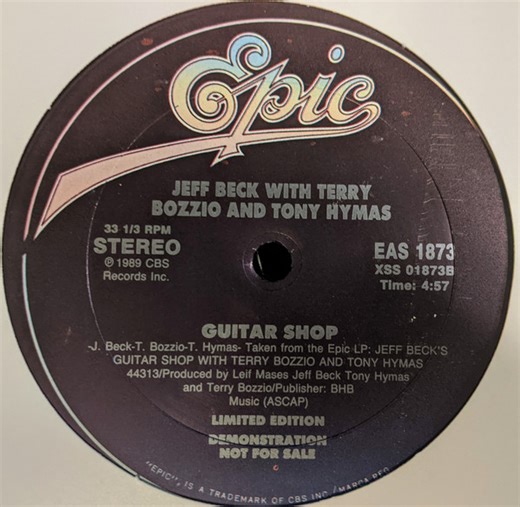 Epic
JEFF BECK WITH TERRY
BOZZIO AND TONY HYMAS
33 1/3 RPM
STEREO
℗ 1989 CBS
Records Inc.
EAS 1873
XSS 01873B
Time: 4:57
GUITAR SHOP
-J. Beck-T. Bozzio-T. Hymas- Taken from the Epic LP: JEFF BECK'S
GUITAR SHOP WITH TERRY BOZZIO AND TONY HYMAS
44313/Produced by Leif Mases Jeff Beck Tony Hymas
and Terry Bozzio/Publisher: BHB
Music (ASCAP)
LIMITED EDITION
DEMONSTRATION
NOT FOR SALE
"EPIC", IS A TRADEMARK OF CBS INC./MARCA REG.